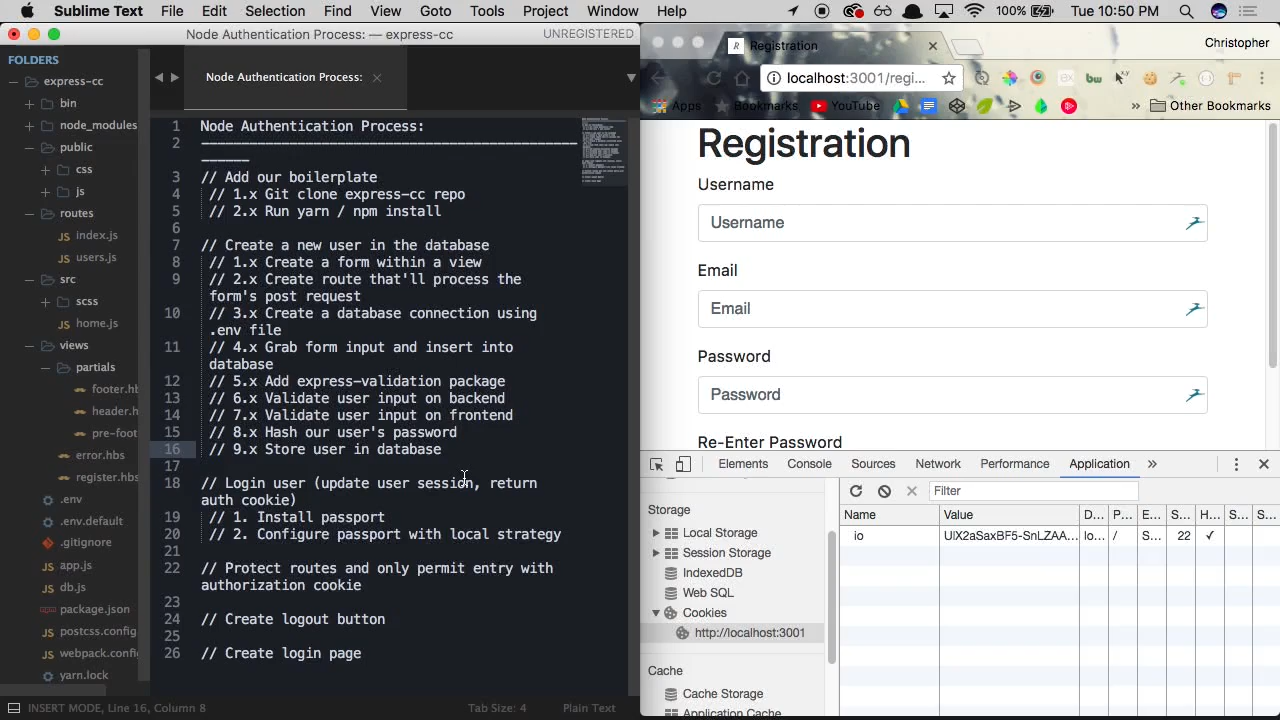 Sublime Text File Edit Selection Find View Goto Tools Project Window Help 100% Tue 10:50 PM
Node Authentication Process: — express-cc UNREGISTERED
FOLDERS
express-cc
bin
node_modules
public
css
js
routes
index.js
users.js
src
scss
home.js
views
partials
footer.hb
header.h
pre-foot
error.hbs
register.hbs
.env
.env.default
.gitignore
app.js
db.js
package.json
postcss.config
webpack.confi
yarn.lock
Node Authentication Process:
1 Node Authentication Process:
2 -------------------------------------------------------
3 // Add our boilerplate
4 // 1.x Git clone express-cc repo
5 // 2.x Run yarn / npm install
6
7 // Create a new user in the database
8 // 1.x Create a form within a view
9 // 2.x Create route that'll process the
form's post request
10 // 3.x Create a database connection using
.env file
11 // 4.x Grab form input and insert into
database
12 // 5.x Add express-validation package
13 // 6.x Validate user input on backend
14 // 7.x Validate user input on frontend
15 // 8.x Hash our user's password
16 // 9.x Store user in database
17
18 // Login user (update user session, return
auth cookie)
19 // 1. Install passport
20 // 2. Configure passport with local strategy
21
22 // Protect routes and only permit entry with
authorization cookie
23
24 // Create logout button
25
26 // Create login page
INSERT MODE, Line 16, Column 8 Tab Size: 4 Plain Text
Registration Christopher
localhost:3001/regi...
Apps Bookmarks YouTube » Other Bookmarks
Registration
Username
Username
Email
Email
Password
Password
Re-Enter Password
Elements Console Sources Network Performance Application »
Filter
Storage
Local Storage
Session Storage
IndexedDB
Web SQL
Cookies
http://localhost:3001
Cache
Cache Storage
Application Cache
Name Value D... P... E... S... H... S... S...
io UIX2aSaxBF5-SnLZAA... lo... / S... 22 ✓